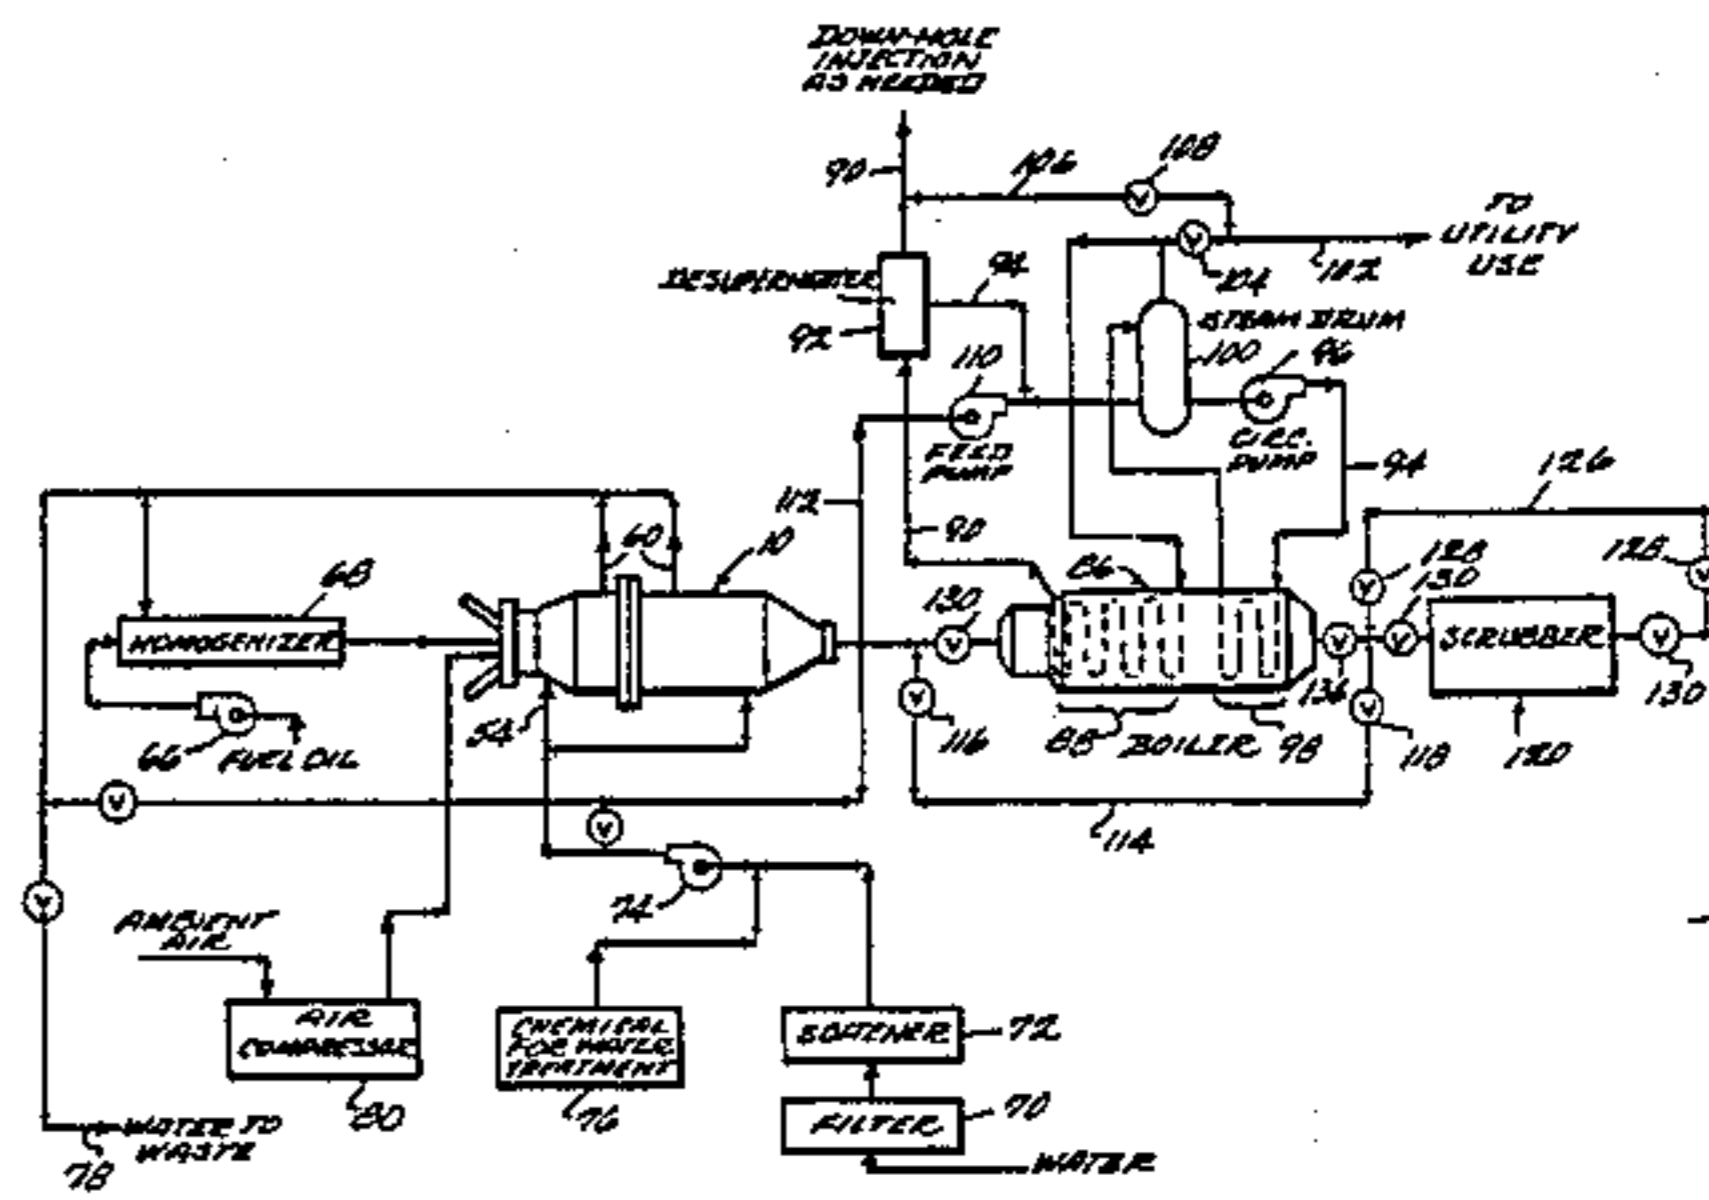 DOWN-HOLE
INJECTION
AS NEEDED
108
90
106
TO
UTILITY
USE
102
104
94
DESUPERHEATER
92
STEAM DRUM
100
96
110
FEED
PUMP
CIRC.
PUMP
94
126
112
90
60
10
68
86
130
128
130
128
HOMOGENIZER
SCRUBBER
54
116
136
130
66
FUEL OIL
88
BOILER
98
118
120
114
74
AMBIENT
AIR
AIR
COMPRESSOR
80
CHEMICAL
FOR WATER
TREATMENT
76
SOFTENER
72
FILTER
70
WATER
WATER TO
WASTE
78